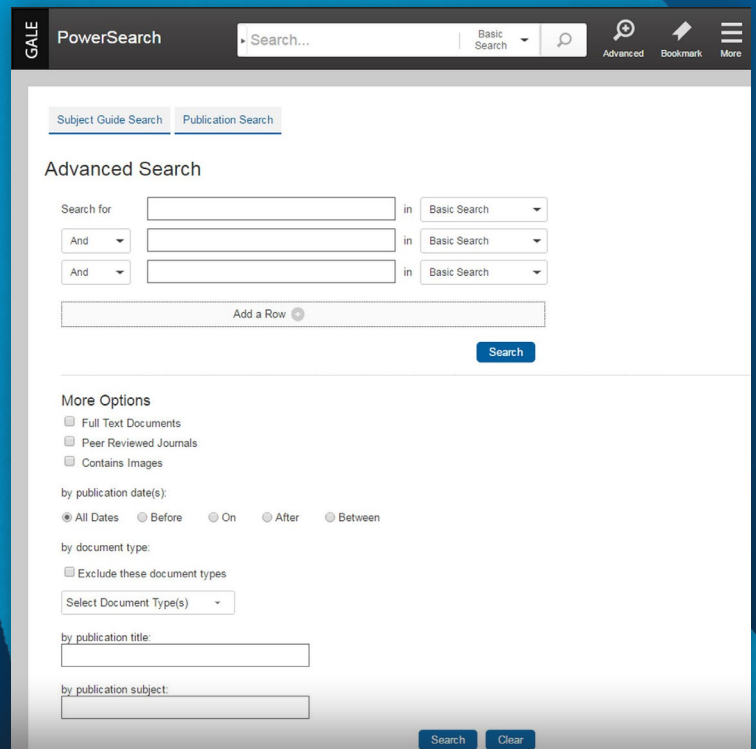 GALE
PowerSearch
Search...
Basic
Search
Advanced
Bookmark
More
Subject Guide Search
Publication Search
Advanced Search
Search for in Basic Search
And in Basic Search
And in Basic Search
Add a Row
Search
More Options
Full Text Documents
Peer Reviewed Journals
Contains Images
by publication date(s):
All Dates Before On After Between
by document type:
Exclude these document types
Select Document Type(s)
by publication title:
by publication subject:
Search Clear